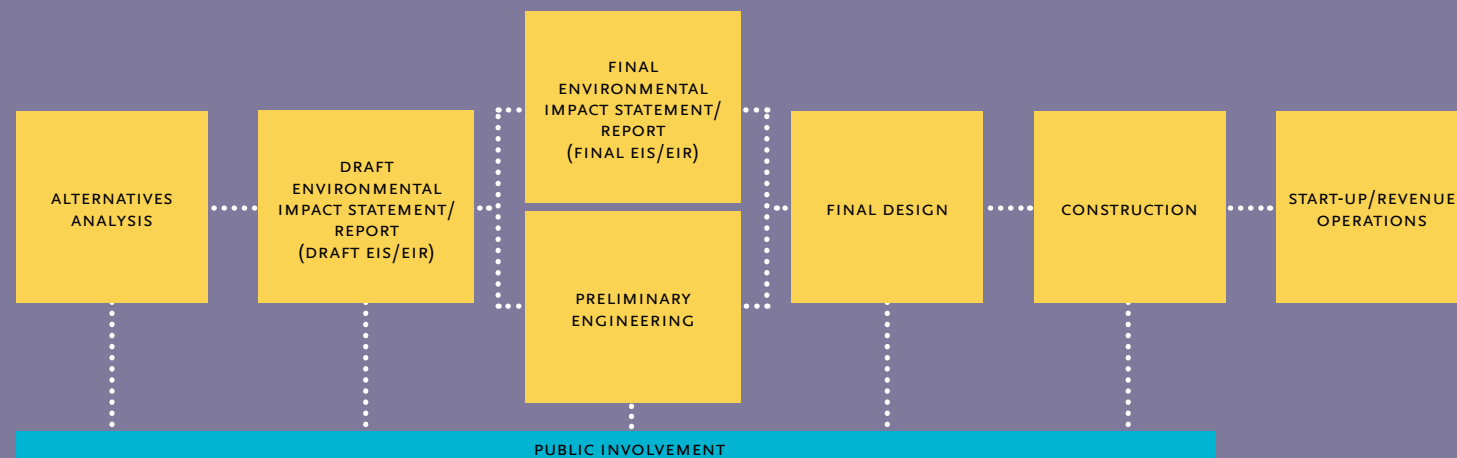 ALTERNATIVES
ANALYSIS
DRAFT
ENVIRONMENTAL
IMPACT STATEMENT/
REPORT
(DRAFT EIS/EIR)
FINAL
ENVIRONMENTAL
IMPACT STATEMENT/
REPORT
(FINAL EIS/EIR)
PRELIMINARY
ENGINEERING
FINAL DESIGN
CONSTRUCTION
START-UP/REVENUE
OPERATIONS
PUBLIC INVOLVEMENT